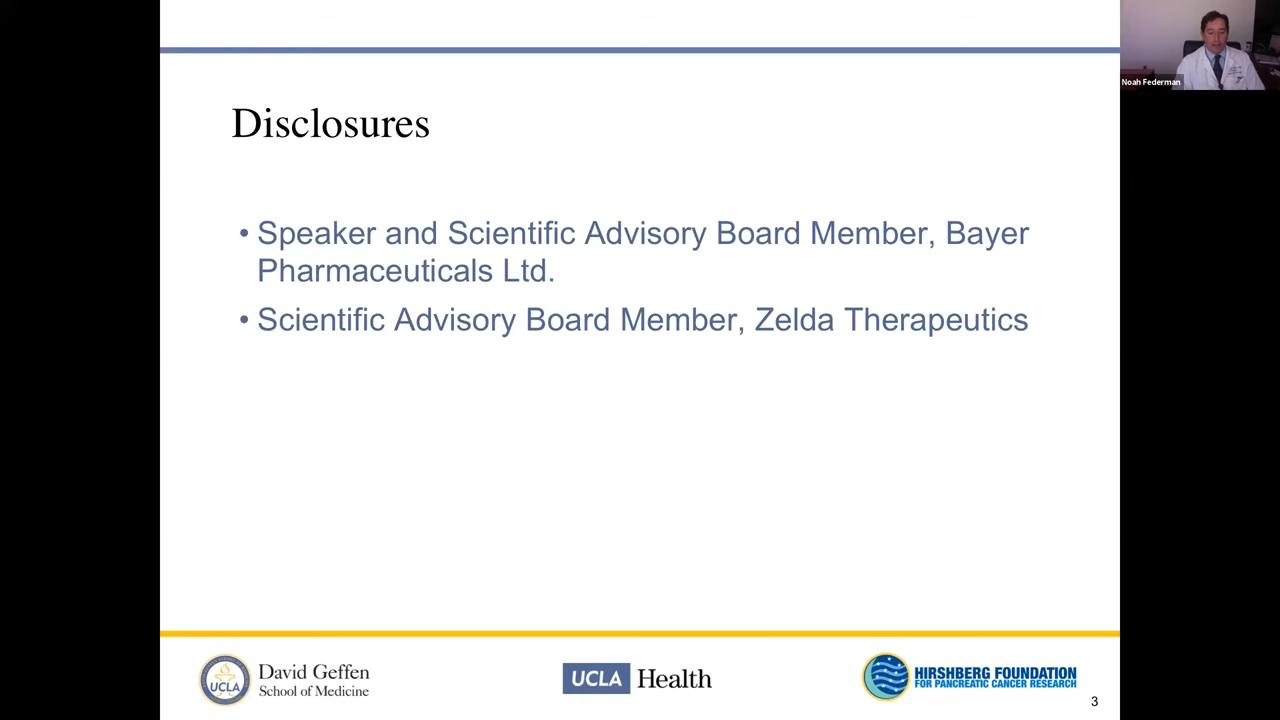 Noah Federman
Disclosures
• Speaker and Scientific Advisory Board Member, Bayer
Pharmaceuticals Ltd.
• Scientific Advisory Board Member, Zelda Therapeutics
UCLA
David Geffen
School of Medicine
UCLA Health
HIRSHBERG FOUNDATION
FOR PANCREATIC CANCER RESEARCH
3